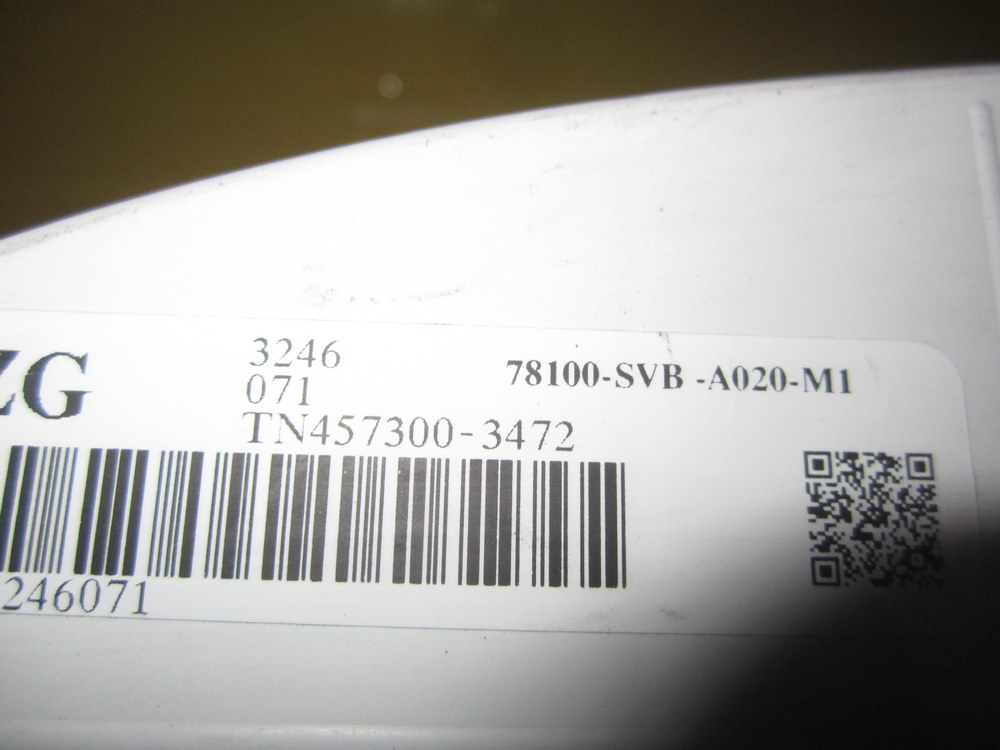 ZG
3246
071
TN457300-3472
78100-SVB -A020-M1
246071